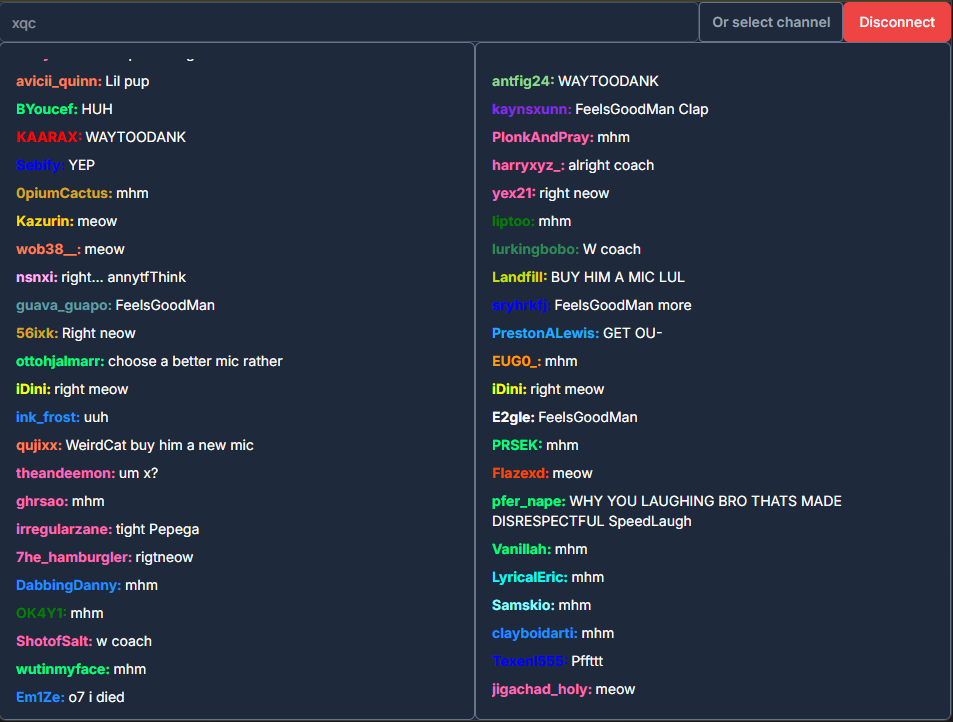 xqc
Or select channel
Disconnect
avicii_quinn: Lil pup
BYoucef: HUH
KAARAX: WAYTOODANK
Sebify: YEP
0piumCactus: mhm
Kazurin: meow
wob38__: meow
nsnxi: right... annytfThink
guava_guapo: FeelsGoodMan
56ixk: Right neow
ottohjalmarr: choose a better mic rather
iDini: right meow
ink_frost: uuh
qujixx: WeirdCat buy him a new mic
theandeemon: um x?
ghrsao: mhm
irregularzane: tight Pepega
7he_hamburgler: rigtneow
DabbingDanny: mhm
OK4Y1: mhm
ShotofSalt: w coach
wutinmyface: mhm
Em1Ze: o7 i died
antfig24: WAYTOODANK
kaynsxunn: FeelsGoodMan Clap
PlonkAndPray: mhm
harryxyz_: alright coach
yex21: right neow
liptoo: mhm
lurkingbobo: W coach
Landfill: BUY HIM A MIC LUL
FeelsGoodMan more
PrestonALewis: GET OU-
EUG0_: mhm
iDini: right meow
E2gle: FeelsGoodMan
PRSEK: mhm
Flazexd: meow
pfer_nape: WHY YOU LAUGHING BRO THATS MADE
DISRESPECTFUL SpeedLaugh
Vanillah: mhm
LyricalEric: mhm
Samskio: mhm
clayboidarti: mhm
Pffttt
jigachad_holy: meow